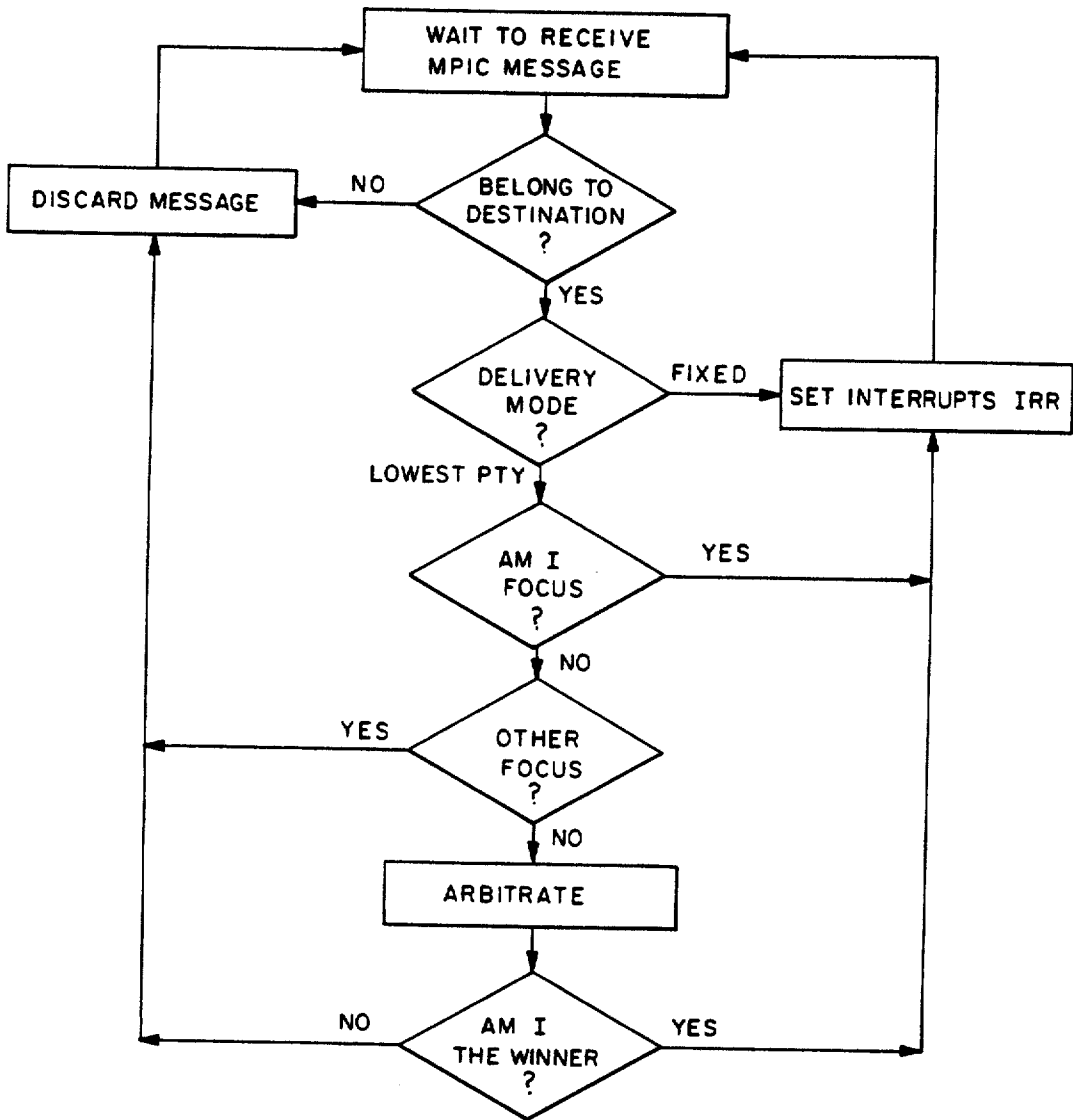 WAIT TO RECEIVE
MPIC MESSAGE
DISCARD MESSAGE
NO
BELONG TO
DESTINATION
?
YES
DELIVERY
MODE
?
FIXED
SET INTERRUPTS IRR
LOWEST PTY
AM I
FOCUS
?
YES
NO
YES
OTHER
FOCUS
?
NO
ARBITRATE
NO
AM I
THE WINNER
?
YES